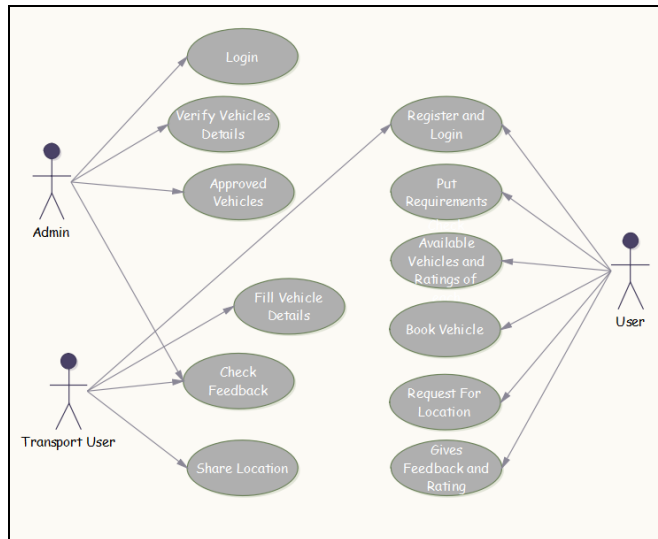 Login
Verify Vehicles
Details
Approved
Vehicles
Admin
Fill Vehicle
Details
Check
Feedback
Share Location
Transport User
Register and
Login
Put
Requirements
Available
Vehicles and
Ratings of
Book Vehicle
Request For
Location
Gives
Feedback and
Rating
User